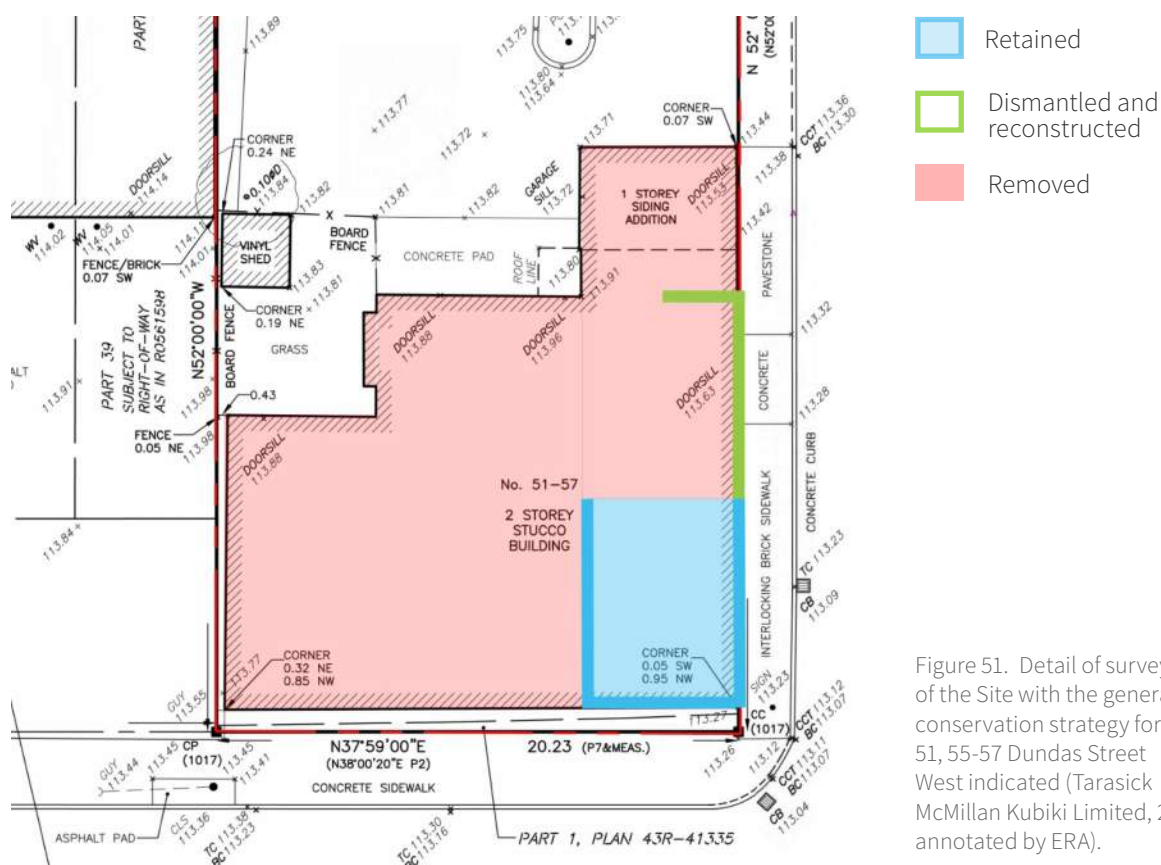 PART
113.89
113.75
113.80
113.64
N 52°
(N52°00'
Retained
Dismantled and
reconstructed
Removed
CORNER
0.07 SW
113.44
CCT 113.36
BC 113.30
113.38
+113.77
113.72
113.71
CORNER
0.24 NE
DOORSILL
114.14
0.10øD
113.84
113.82
113.81
113.82
GARAGE
SILL
113.72
1 STOREY
SIDING
ADDITION
DOORSILL
113.53
113.42
PAVESTONE
WV
114.02
WV
114.05
114.01
114.11
114.01
VINYL
SHED
BOARD
FENCE
CONCRETE PAD
ROOF
LINE
113.80
113.91
FENCE/BRICK
0.07 SW
113.83
113.81
CORNER
0.19 NE
GRASS
N52°00'00"W
BOARD FENCE
PART 39
SUBJECT TO
RIGHT-OF-WAY
AS IN RO561598
ALT
113.91
113.98
DOORSILL
113.88
DOORSILL
113.96
DOORSILL
113.63
113.32
CONCRETE
113.28
0.43
FENCE
0.05 NE
113.98
DOORSILL
113.88
No. 51-57
2 STOREY
STUCCO
BUILDING
113.84
INTERLOCKING BRICK SIDEWALK
CONCRETE CURB
TC 113.23
CB
113.09
CORNER
0.32 NE
0.85 NW
113.77
CORNER
0.05 SW
0.95 NW
SIGN
113.23
GUY
113.55
113.27
CC
(1017)
CCT 113.12
BC 113.07
CP
(1017)
N37°59'00"E
(N38°00'20"E P2)
20.23 (P7&MEAS.)
113.26
113.12
CCT 113.11
BC 113.07
GUY
113.44
113.45
113.45
113.41
CONCRETE SIDEWALK
CB
113.04
ASPHALT PAD
CLS
113.36
TC 113.38
BC 113.23
TC 113.30
BC 113.16
PART 1, PLAN 43R-41335
Figure 51. Detail of survey
of the Site with the general
conservation strategy for
51, 55-57 Dundas Street
West indicated (Tarasick
McMillan Kubiki Limited, 2
annotated by ERA).